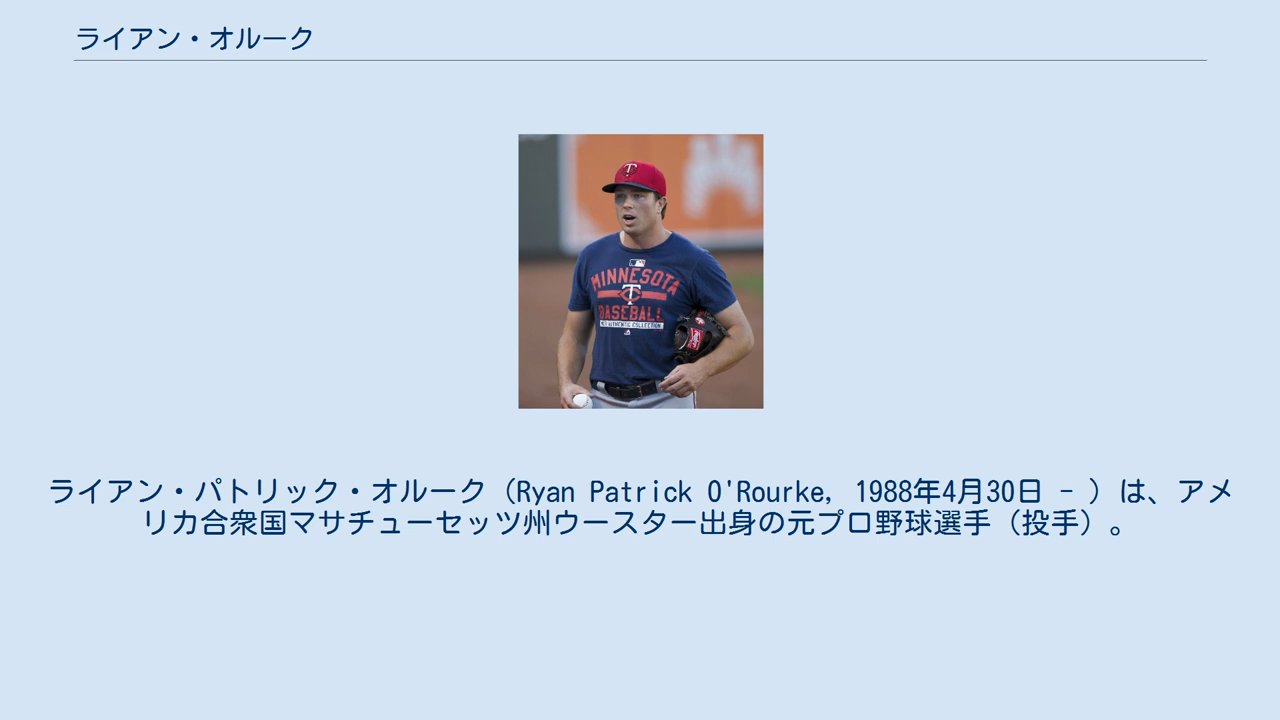 ライアン・オルーク
T
MINNESOTA
TC
BASEBALL
AUTHENTIC COLLECTION
ライアン・パトリック・オルーク（Ryan Patrick O'Rourke, 1988年4月30日 - ）は、アメ
リカ合衆国マサチューセッツ州ウースター出身の元プロ野球選手（投手）。